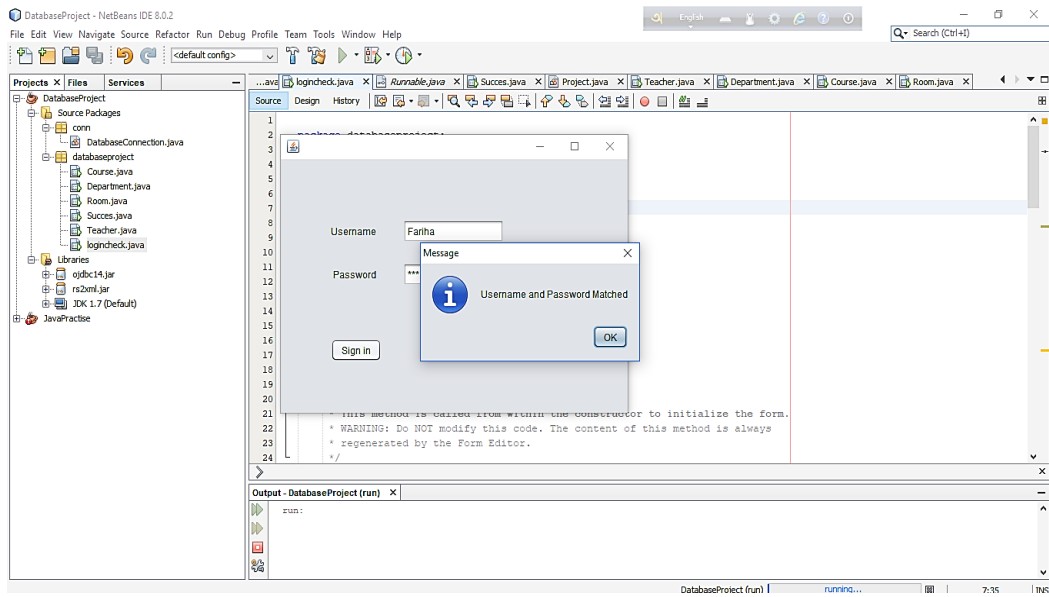 DatabaseProject - NetBeans IDE 8.0.2
English
File Edit View Navigate Source Refactor Run Debug Profile Team Tools Window Help
Search (Ctrl+I)
<default config>
Projects Files Services
...ava logincheck.java Runnable.java Succes.java Project.java Teacher.java Department.java Course.java Room.java
Source Design History
DatabaseProject
Source Packages
conn
DatabaseConnection.java
databaseproject
Course.java
Department.java
Room.java
Succes.java
Teacher.java
logincheck.java
Libraries
ojdbc14.jar
rs2xml.jar
JDK 1.7 (Default)
JavaPractise
1
2 package databaseproject;
3
4
5
6
7
8
9
10
11
12
13
14
15
16
17
18
19
20
21 * This method is called from within the constructor to initialize the form.
22 * WARNING: Do NOT modify this code. The content of this method is always
23 * regenerated by the Form Editor.
24 */
Username Fariha
Password ***
Sign in
Message
Username and Password Matched
OK
Output - DatabaseProject (run)
run:
DatabaseProject (run) running... 7:35 INS